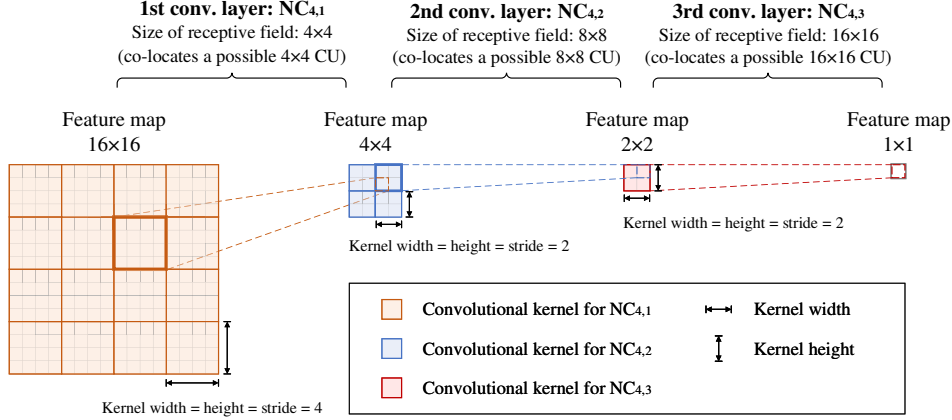 1st conv. layer: NC4,1
Size of receptive field: 4×4
(co-locates a possible 4×4 CU)
2nd conv. layer: NC4,2
Size of receptive field: 8×8
(co-locates a possible 8×8 CU)
3rd conv. layer: NC4,3
Size of receptive field: 16×16
(co-locates a possible 16×16 CU)
Feature map
16×16
Feature map
4×4
Feature map
2×2
Feature map
1×1
Kernel width = height = stride = 2
Kernel width = height = stride = 2
Kernel width = height = stride = 4
Convolutional kernel for NC4,1
Kernel width
Convolutional kernel for NC4,2
Kernel height
Convolutional kernel for NC4,3